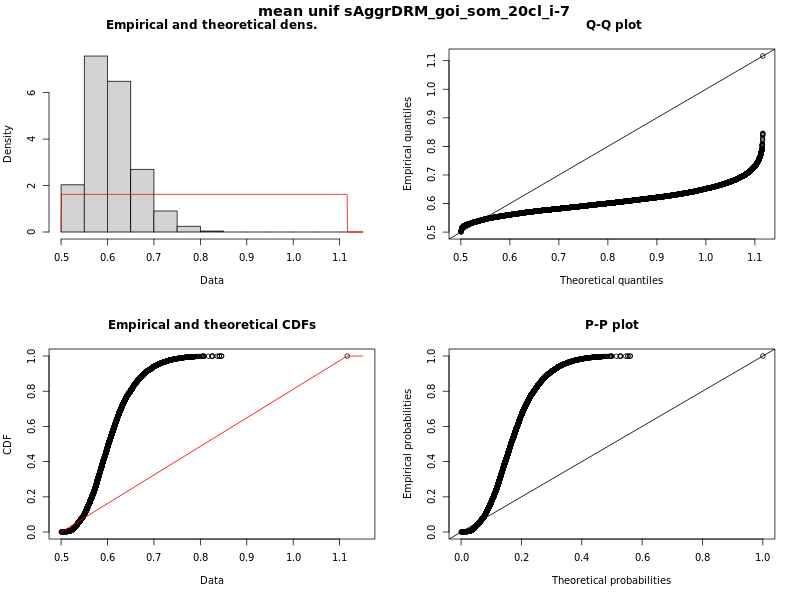 mean unif sAggrDRM_goi_som_20cl_i-7
Empirical and theoretical dens.
Density
0 2 4 6
0.5 0.6 0.7 0.8 0.9 1.0 1.1
Data
Q-Q plot
Empirical quantiles
0.5 0.6 0.7 0.8 0.9 1.0 1.1
0.5 0.6 0.7 0.8 0.9 1.0 1.1
Theoretical quantiles
Empirical and theoretical CDFs
CDF
0.0 0.2 0.4 0.6 0.8 1.0
0.5 0.6 0.7 0.8 0.9 1.0 1.1
Data
P-P plot
Empirical probabilities
0.0 0.2 0.4 0.6 0.8 1.0
0.0 0.2 0.4 0.6 0.8 1.0
Theoretical probabilities